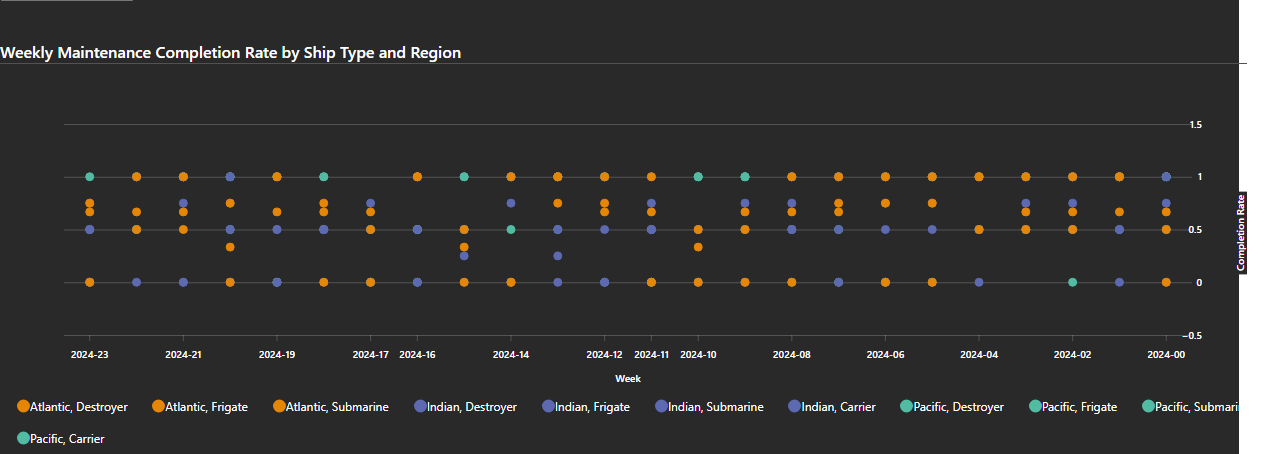 Weekly Maintenance Completion Rate by Ship Type and Region
1.5
1
0.5
0
−0.5
Completion Rate
2024-23 2024-21 2024-19 2024-17 2024-16 2024-14 2024-12 2024-11 2024-10 2024-08 2024-06 2024-04 2024-02 2024-00
Week
Atlantic, Destroyer Atlantic, Frigate Atlantic, Submarine Indian, Destroyer Indian, Frigate Indian, Submarine Indian, Carrier Pacific, Destroyer Pacific, Frigate Pacific, Submari
Pacific, Carrier